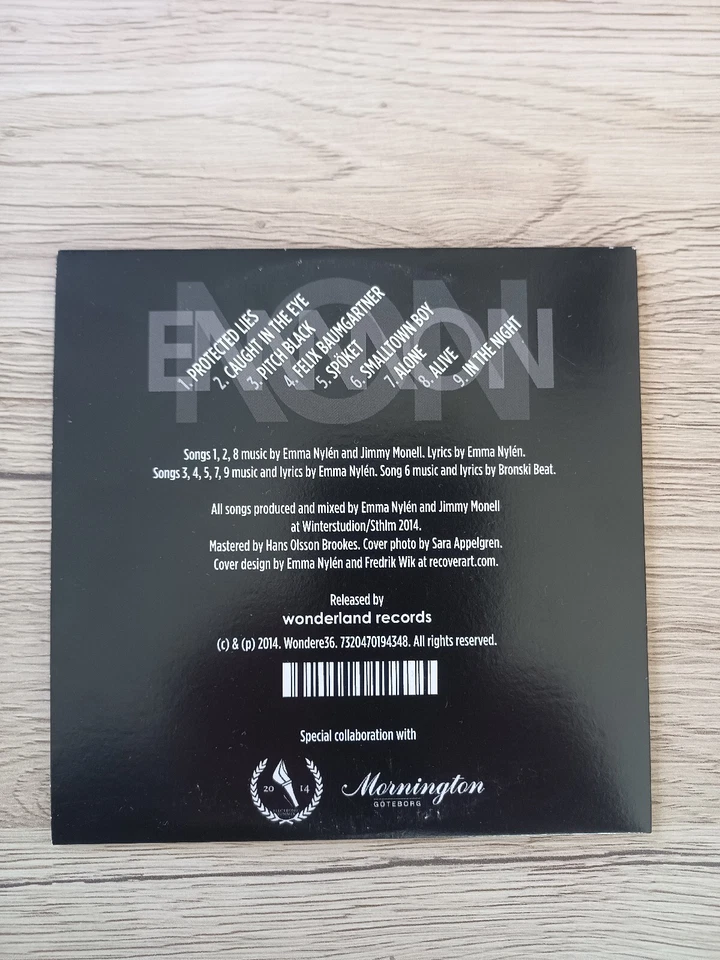 EMMON
NOON
1. PROTECTED LIES
2. CAUGHT IN THE EYE
3. PITCH BLACK
4. FELIX BAUMGARTNER
5. SPÖKET
6. SMALLTOWN BOY
7. ALONE
8. ALIVE
9. IN THE NIGHT
Songs 1, 2, 8 music by Emma Nylén and Jimmy Monell. Lyrics by Emma Nylén.
Songs 3, 4, 5, 7, 9 music and lyrics by Emma Nylén. Song 6 music and lyrics by Bronski Beat.
All songs produced and mixed by Emma Nylén and Jimmy Monell
at Winterstudion/Sthlm 2014.
Mastered by Hans Olsson Brookes. Cover photo by Sara Appelgren.
Cover design by Emma Nylén and Fredrik Wik at recoverart.com.
Released by
wonderland records
(c) & (p) 2014. Wondere36. 7320470194348. All rights reserved.
Special collaboration with
20 14
Mornington
GÖTEBORG